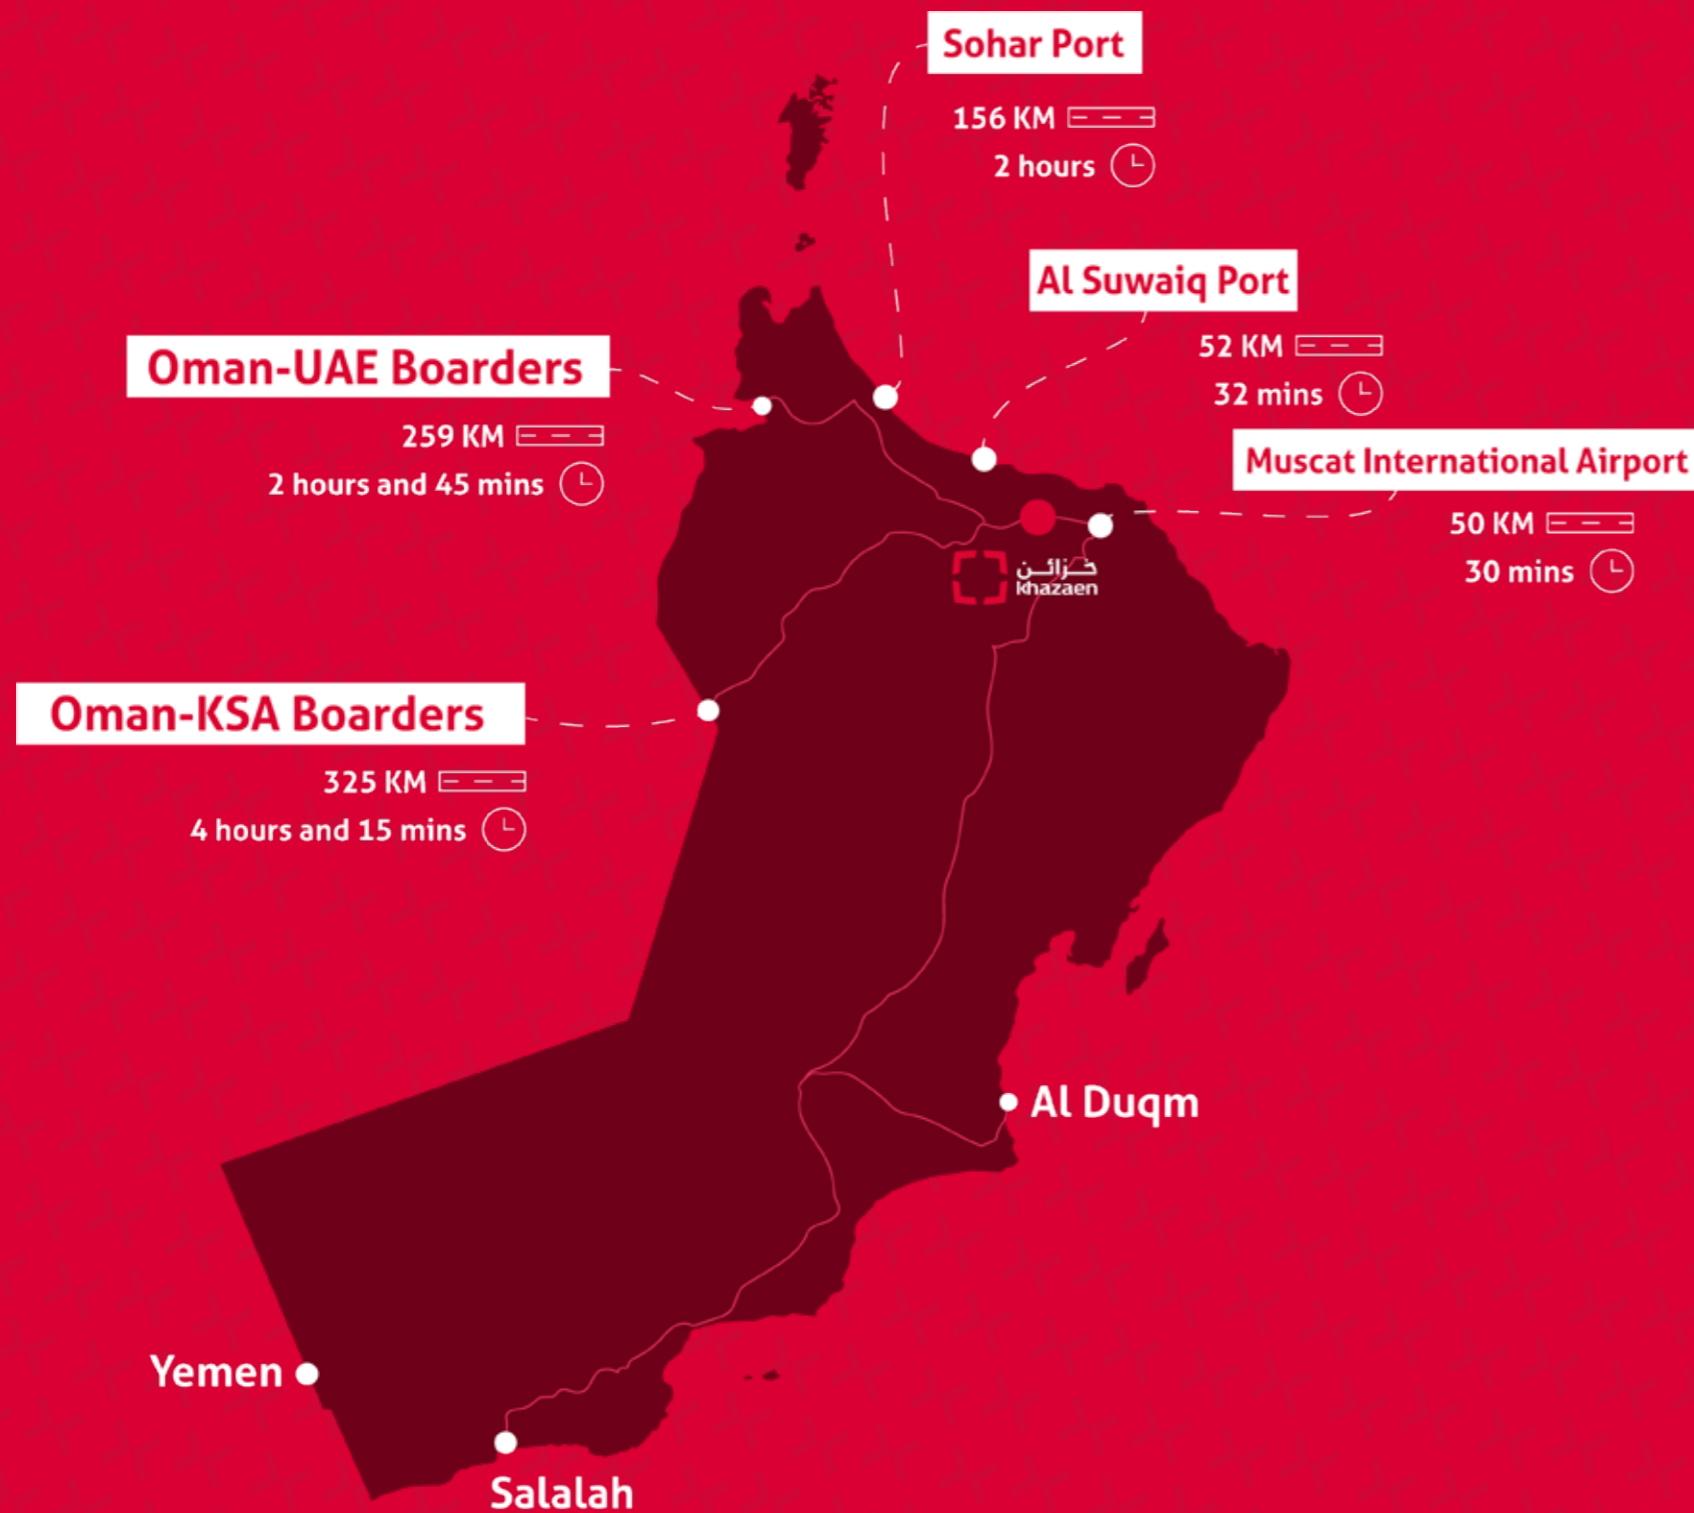 Sohar Port
156 KM
2 hours
Al Suwaiq Port
52 KM
32 mins
Oman-UAE Boarders
259 KM
2 hours and 45 mins
Muscat International Airport
50 KM
30 mins
خزائن
khazaen
Oman-KSA Boarders
325 KM
4 hours and 15 mins
Al Duqm
Yemen
Salalah